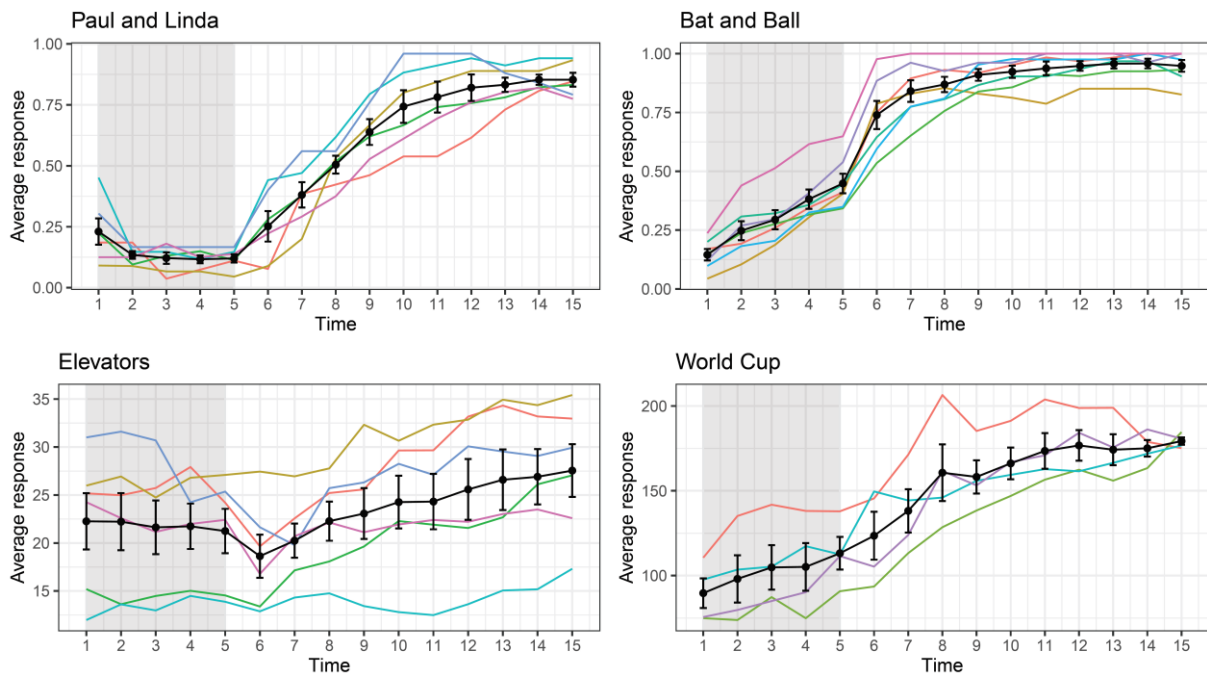 Paul and Linda
1.00
0.75
0.50
0.25
0.00
Average response
1 2 3 4 5 6 7 8 9 10 11 12 13 14 15
Time
Bat and Ball
1.00
0.75
0.50
0.25
0.00
Average response
1 2 3 4 5 6 7 8 9 10 11 12 13 14 15
Time
Elevators
35
30
25
20
15
Average response
1 2 3 4 5 6 7 8 9 10 11 12 13 14 15
Time
World Cup
200
150
100
Average response
1 2 3 4 5 6 7 8 9 10 11 12 13 14 15
Time